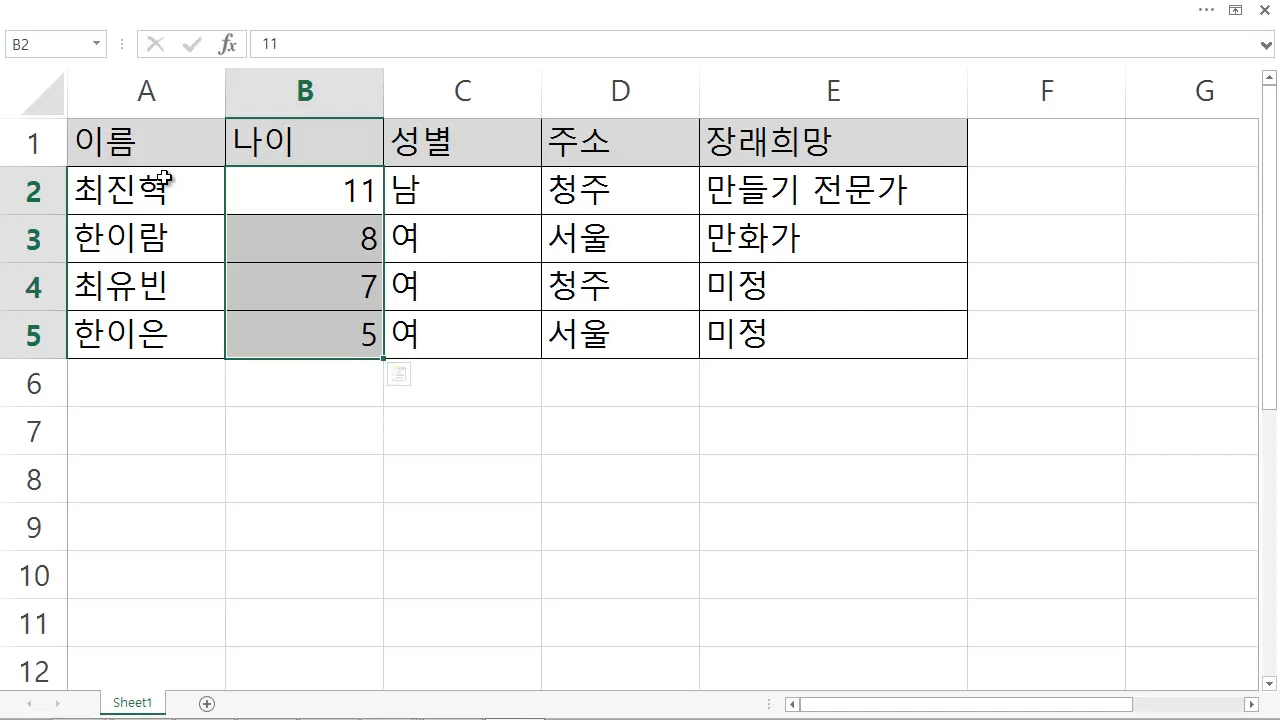 B2 fx 11
A B C D E F G
1 이름 나이 성별 주소 장래희망
2 최진혁 11 남 청주 만들기 전문가
3 한이람 8 여 서울 만화가
4 최유빈 7 여 청주 미정
5 한이은 5 여 서울 미정
6
7
8
9
10
11
12
Sheet1